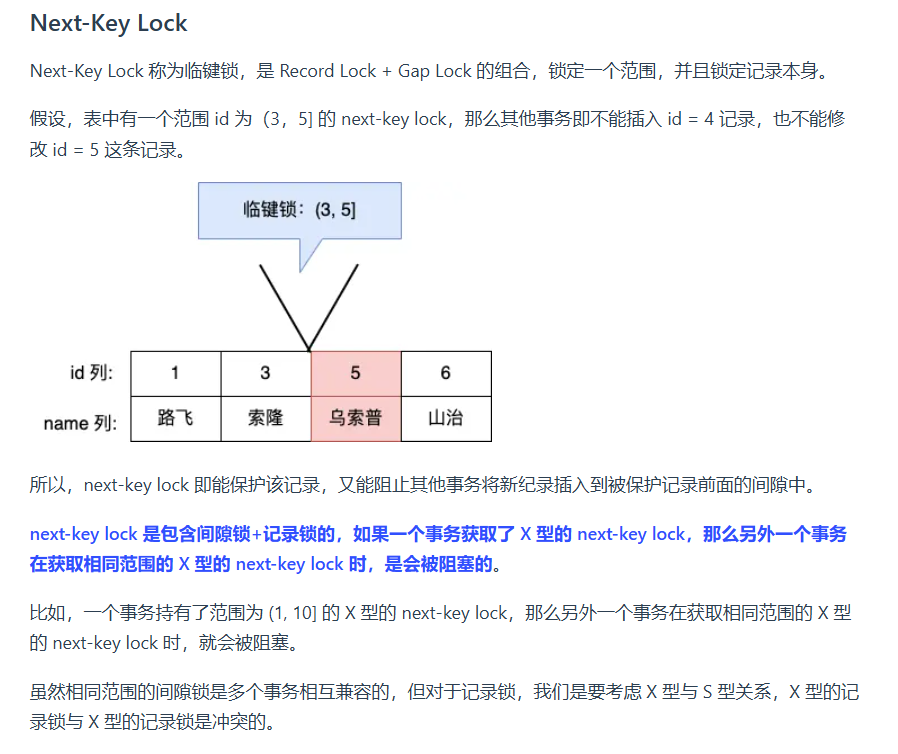 Next-Key Lock
Next-Key Lock 称为临键锁，是 Record Lock + Gap Lock 的组合，锁定一个范围，并且锁定记录本身。
假设，表中有一个范围 id 为（3，5] 的 next-key lock，那么其他事务即不能插入 id = 4 记录，也不能修
改 id = 5 这条记录。
临键锁：(3, 5]
id 列: 1 3 5 6
name 列: 路飞 索隆 乌索普 山治
所以，next-key lock 即能保护该记录，又能阻止其他事务将新纪录插入到被保护记录前面的间隙中。
next-key lock 是包含间隙锁+记录锁的，如果一个事务获取了 X 型的 next-key lock，那么另外一个事务
在获取相同范围的 X 型的 next-key lock 时，是会被阻塞的。
比如，一个事务持有了范围为 (1, 10] 的 X 型的 next-key lock，那么另外一个事务在获取相同范围的 X 型
的 next-key lock 时，就会被阻塞。
虽然相同范围的间隙锁是多个事务相互兼容的，但对于记录锁，我们是要考虑 X 型与 S 型关系，X 型的记
录锁与 X 型的记录锁是冲突的。